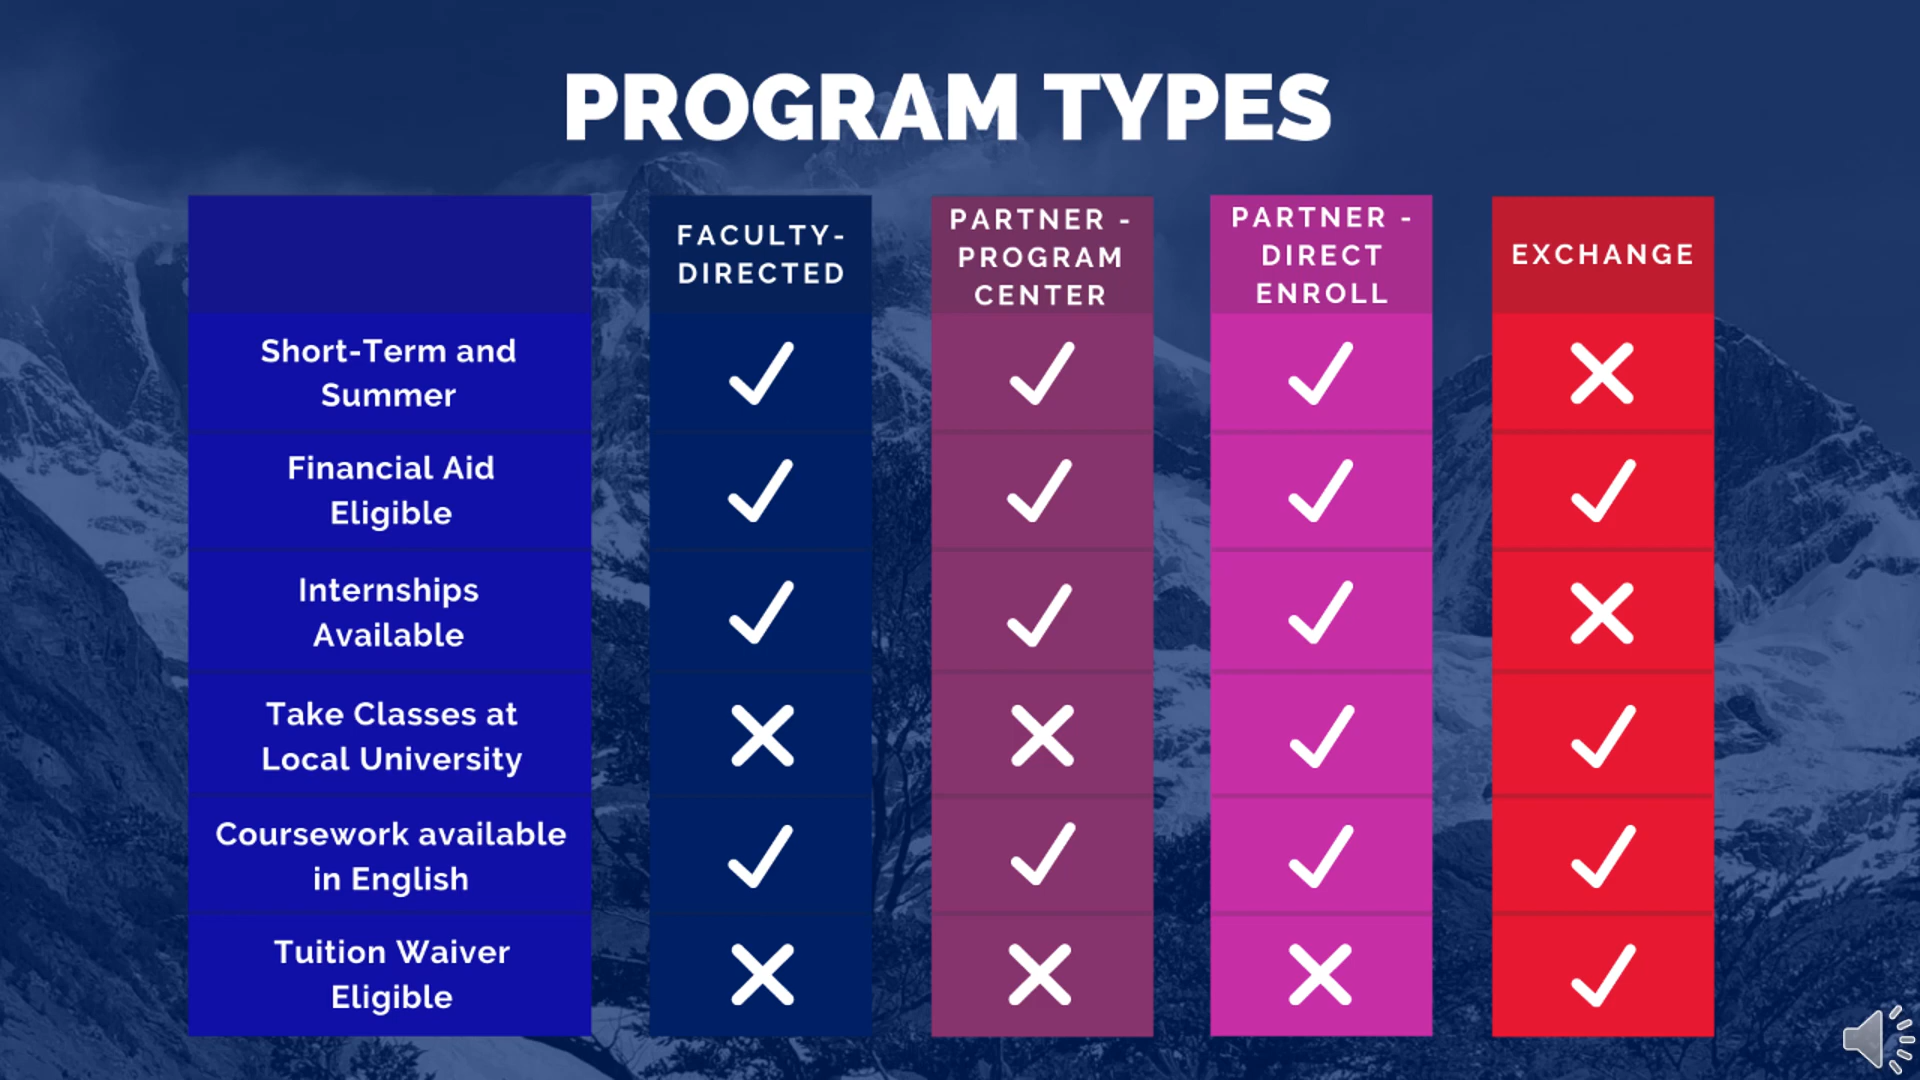 PROGRAM TYPES
FACULTY-
DIRECTED
PARTNER -
PROGRAM
CENTER
PARTNER -
DIRECT
ENROLL
EXCHANGE
Short-Term and
Summer
Financial Aid
Eligible
Internships
Available
Take Classes at
Local University
Coursework available
in English
Tuition Waiver
Eligible